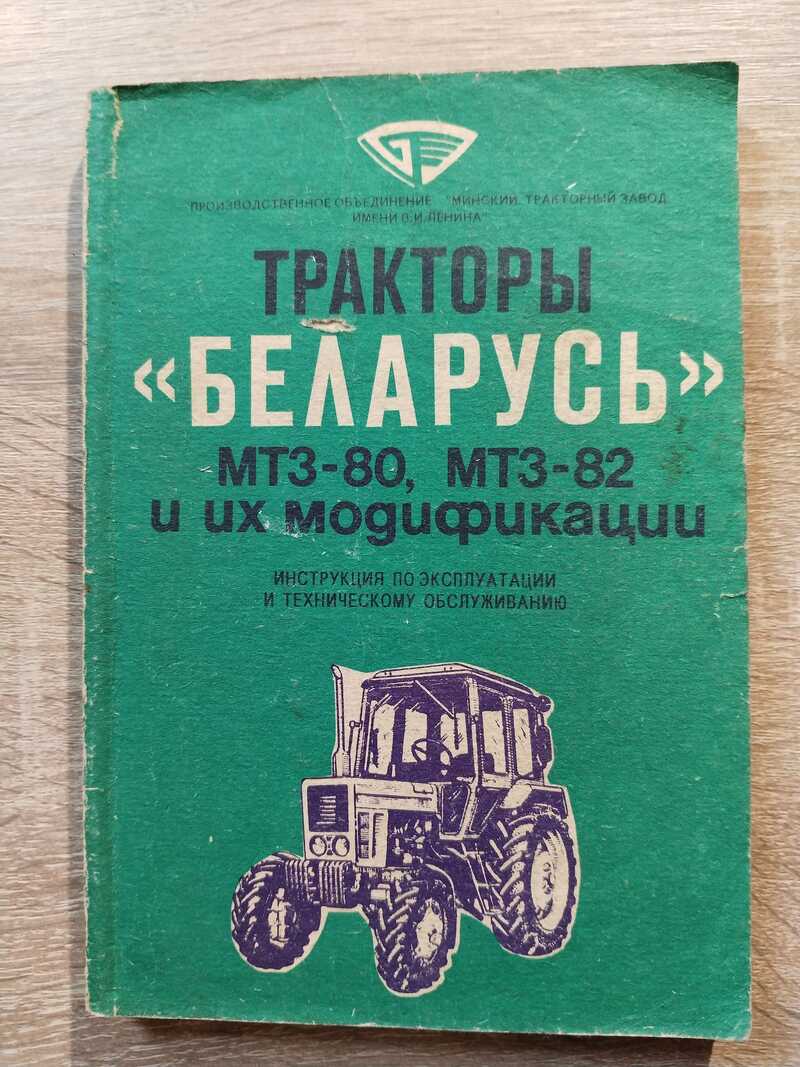 ПРОИЗВОДСТВЕННОЕ ОБЪЕДИНЕНИЕ "МИНСКИЙ ТРАКТОРНЫЙ ЗАВОД
ИМЕНИ В.И.ЛЕНИНА"
ТРАКТОРЫ
«БЕЛАРУСЬ»
МТЗ-80, МТЗ-82
и их модификации
ИНСТРУКЦИЯ ПО ЭКСПЛУАТАЦИИ
И ТЕХНИЧЕСКОМУ ОБСЛУЖИВАНИЮ